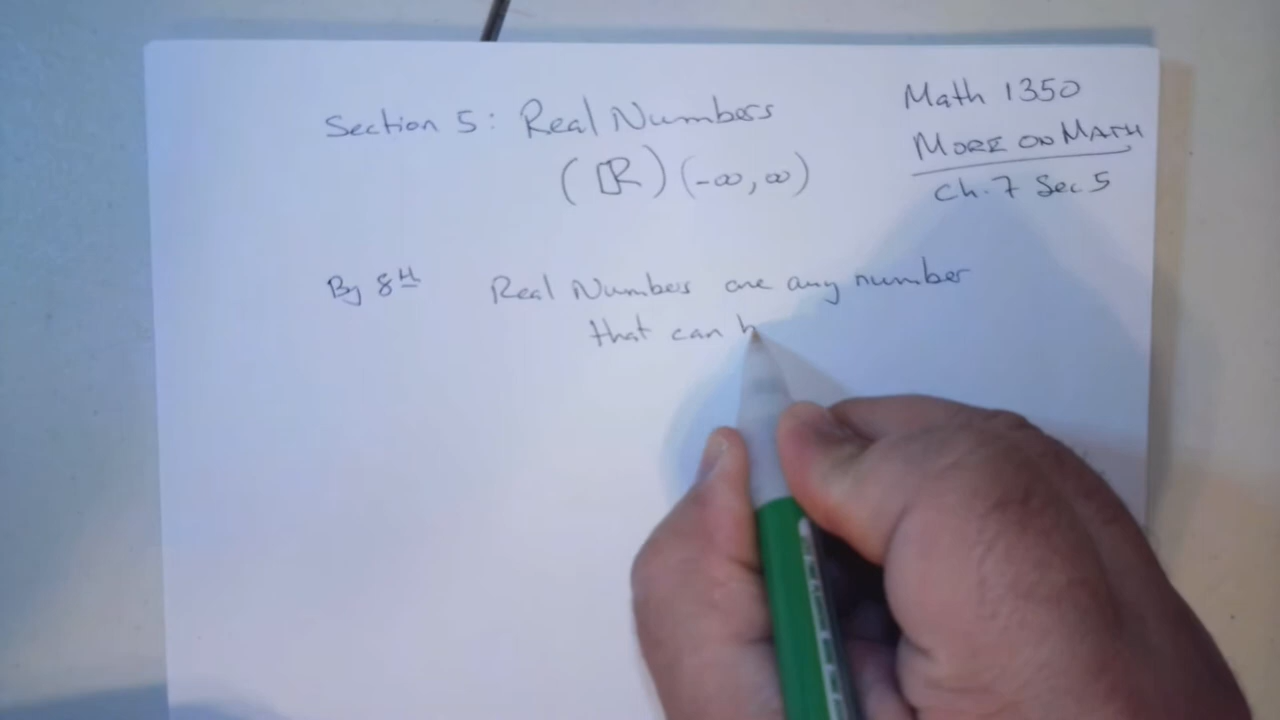 Section 5: Real Numbers
(ℝ) (-∞, ∞)
Math 1350
MORE ON MATH
Ch. 7 Sec 5
By 8th Real Numbers are any number
that can